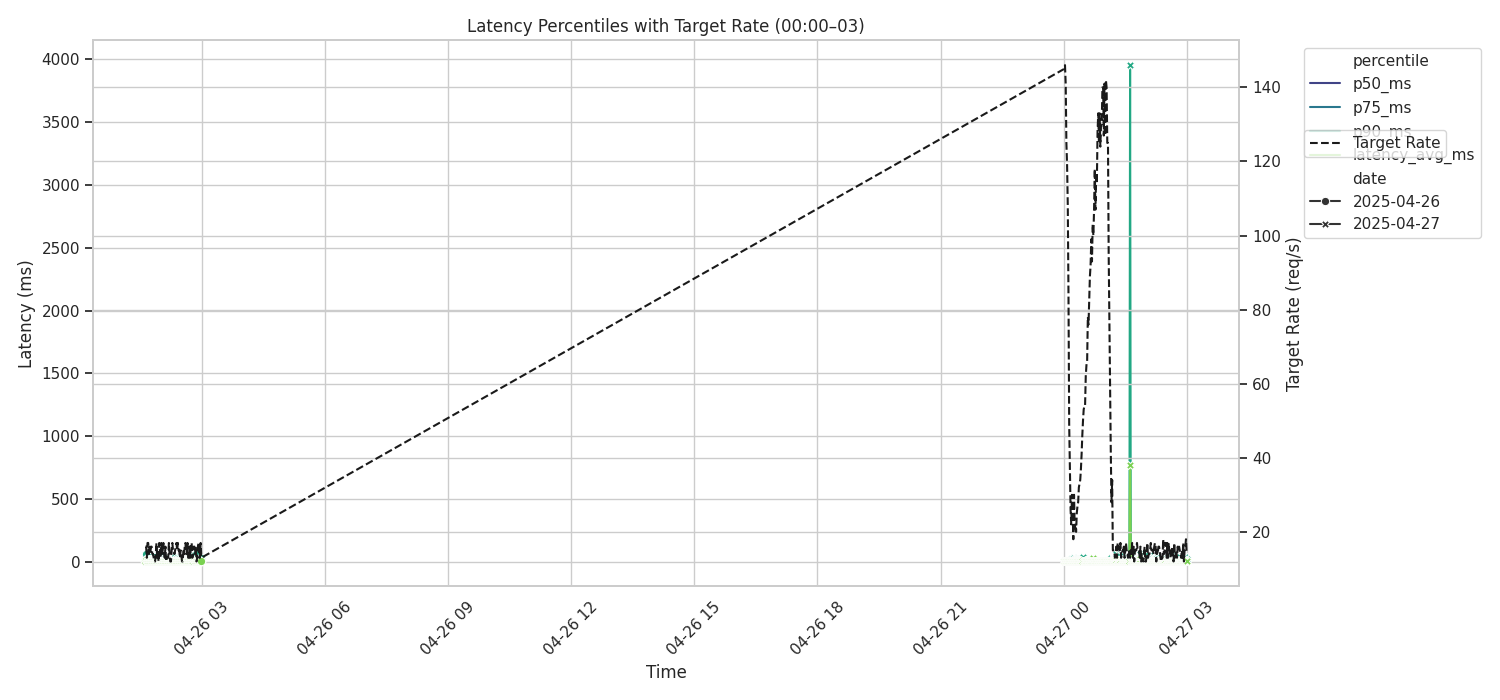 Latency Percentiles with Target Rate (00:00–03)
4000
3500
3000
2500
2000
1500
1000
500
0
Latency (ms)
140
120
100
80
60
40
20
Target Rate (req/s)
04-26 03
04-26 06
04-26 09
04-26 12
04-26 15
04-26 18
04-26 21
04-27 00
04-27 03
Time
percentile
p50_ms
p75_ms
p90_ms
Target Rate
latency_avg_ms
date
2025-04-26
2025-04-27